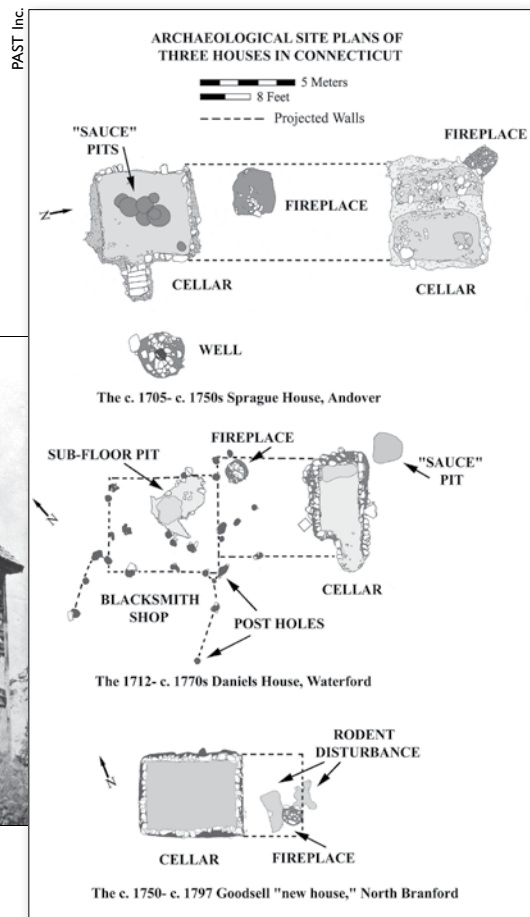 PAST Inc.
ARCHAEOLOGICAL SITE PLANS OF
THREE HOUSES IN CONNECTICUT
5 Meters
8 Feet
Projected Walls
"SAUCE"
PITS
FIREPLACE
N
FIREPLACE
CELLAR
CELLAR
WELL
The c. 1705- c. 1750s Sprague House, Andover
FIREPLACE
SUB-FLOOR PIT
N
"SAUCE"
PIT
CELLAR
BLACKSMITH
SHOP
POST HOLES
The 1712- c. 1770s Daniels House, Waterford
RODENT
DISTURBANCE
N
CELLAR
FIREPLACE
The c. 1750- c. 1797 Goodsell "new house," North Branford